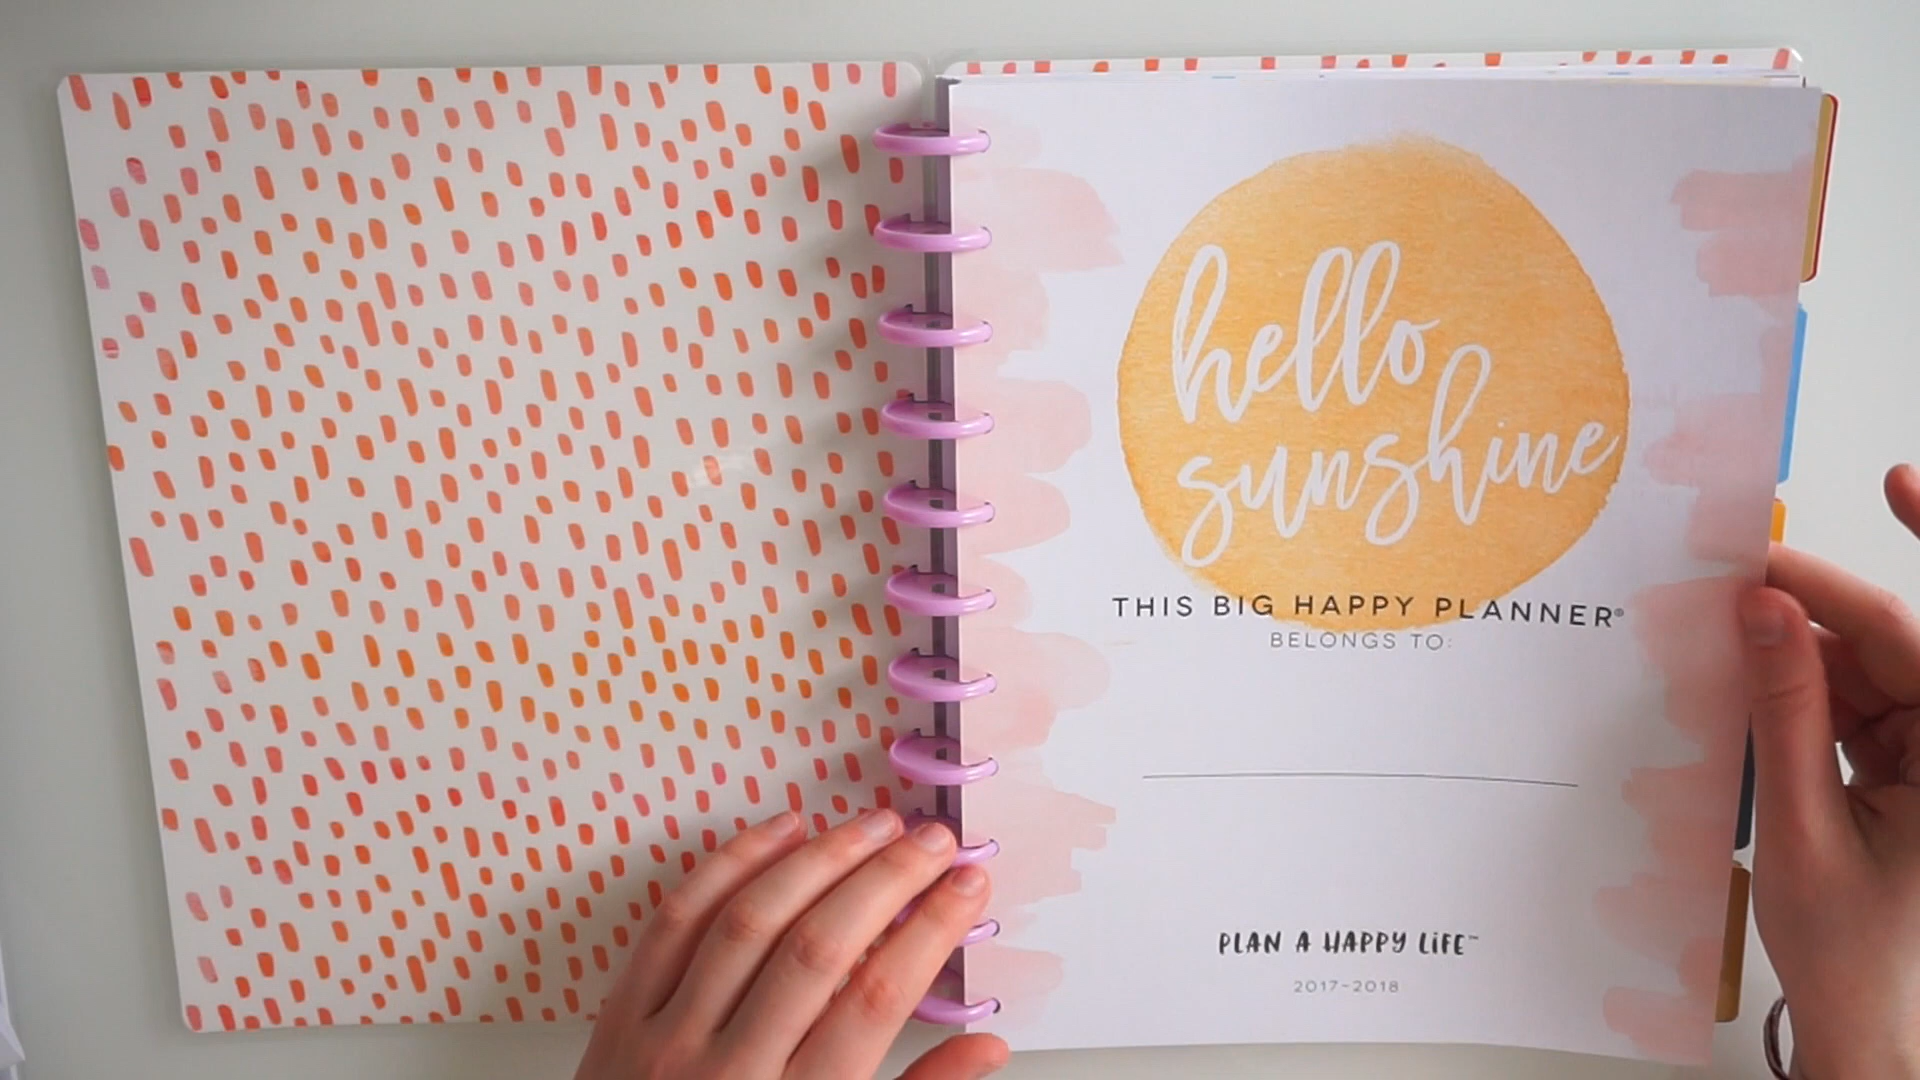 hello
sunshine
THIS BIG HAPPY PLANNER®
BELONGS TO:
PLAN A HAPPY LiFE™
2017-2018